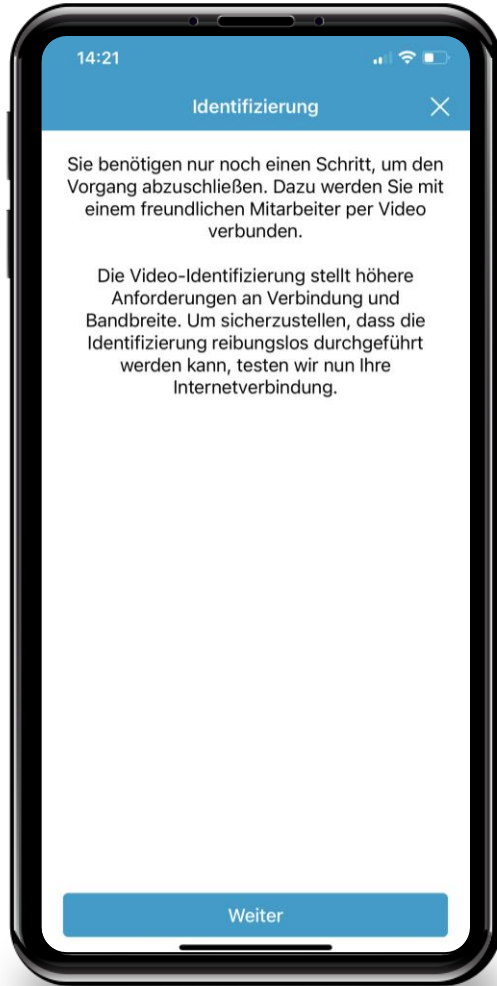 14:21
Identifizierung
Sie benötigen nur noch einen Schritt, um den
Vorgang abzuschließen. Dazu werden Sie mit
einem freundlichen Mitarbeiter per Video
verbunden.
Die Video-Identifizierung stellt höhere
Anforderungen an Verbindung und
Bandbreite. Um sicherzustellen, dass die
Identifizierung reibungslos durchgeführt
werden kann, testen wir nun Ihre
Internetverbindung.
Weiter